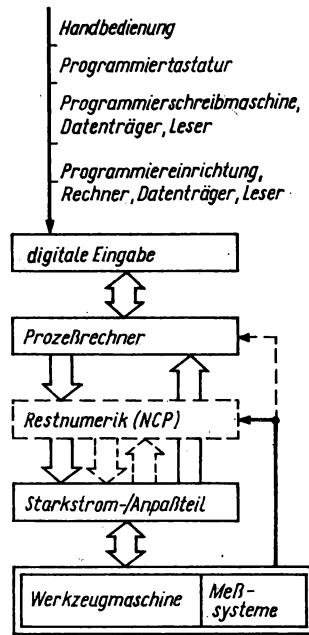 Handbedienung
Programmiertastatur
Programmierschreibmaschine,
Datenträger, Leser
Programmiereinrichtung,
Rechner, Datenträger, Leser
digitale Eingabe
Prozeßrechner
Restnumerik (NCP)
Starkstrom-/Anpaßteil
Werkzeugmaschine
Meß-
systeme